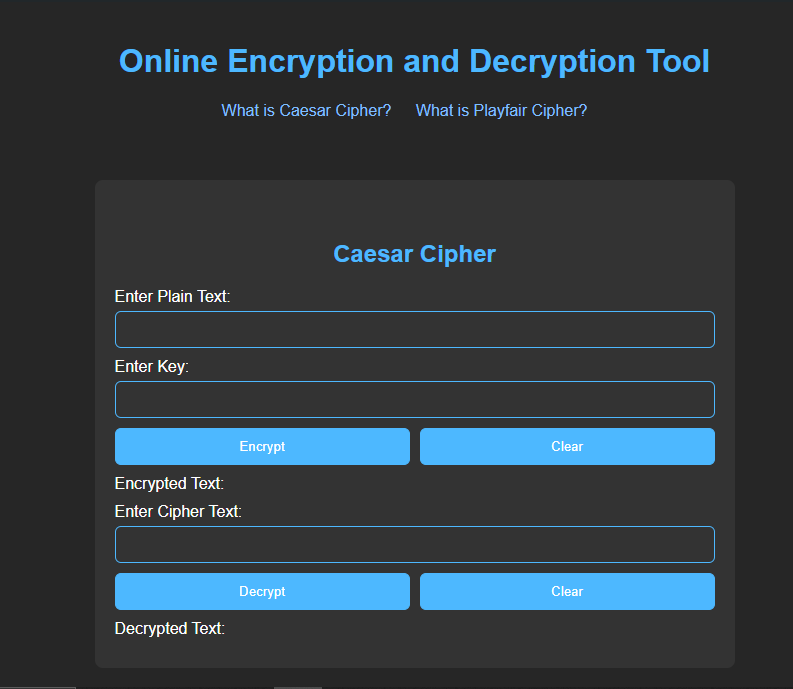 Online Encryption and Decryption Tool
What is Caesar Cipher? What is Playfair Cipher?
Caesar Cipher
Enter Plain Text:
Enter Key:
Encrypt Clear
Encrypted Text:
Enter Cipher Text:
Decrypt Clear
Decrypted Text: